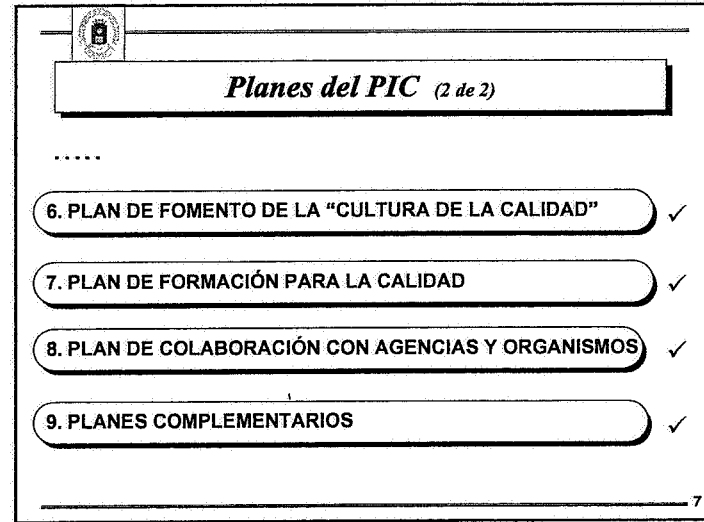 Planes del PIC (2 de 2)
.....
6. PLAN DE FOMENTO DE LA “CULTURA DE LA CALIDAD” ✓
7. PLAN DE FORMACIÓN PARA LA CALIDAD ✓
8. PLAN DE COLABORACIÓN CON AGENCIAS Y ORGANISMOS ✓
9. PLANES COMPLEMENTARIOS ✓
7